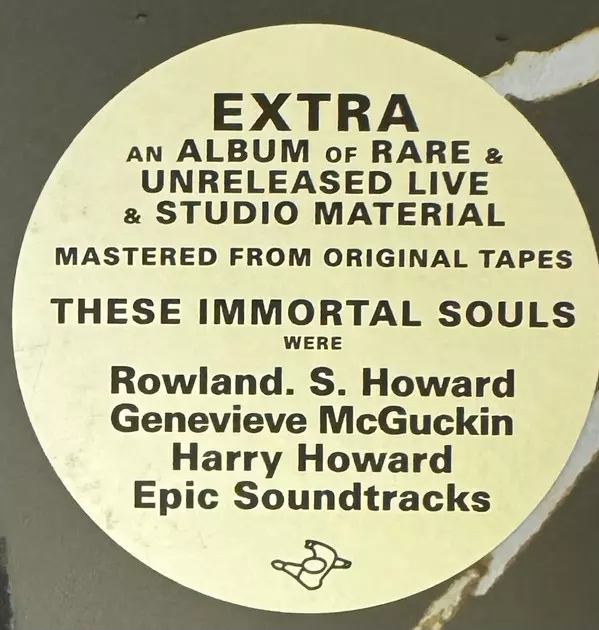 EXTRA
AN ALBUM OF RARE &
UNRELEASED LIVE
& STUDIO MATERIAL
MASTERED FROM ORIGINAL TAPES
THESE IMMORTAL SOULS
WERE
Rowland. S. Howard
Genevieve McGuckin
Harry Howard
Epic Soundtracks